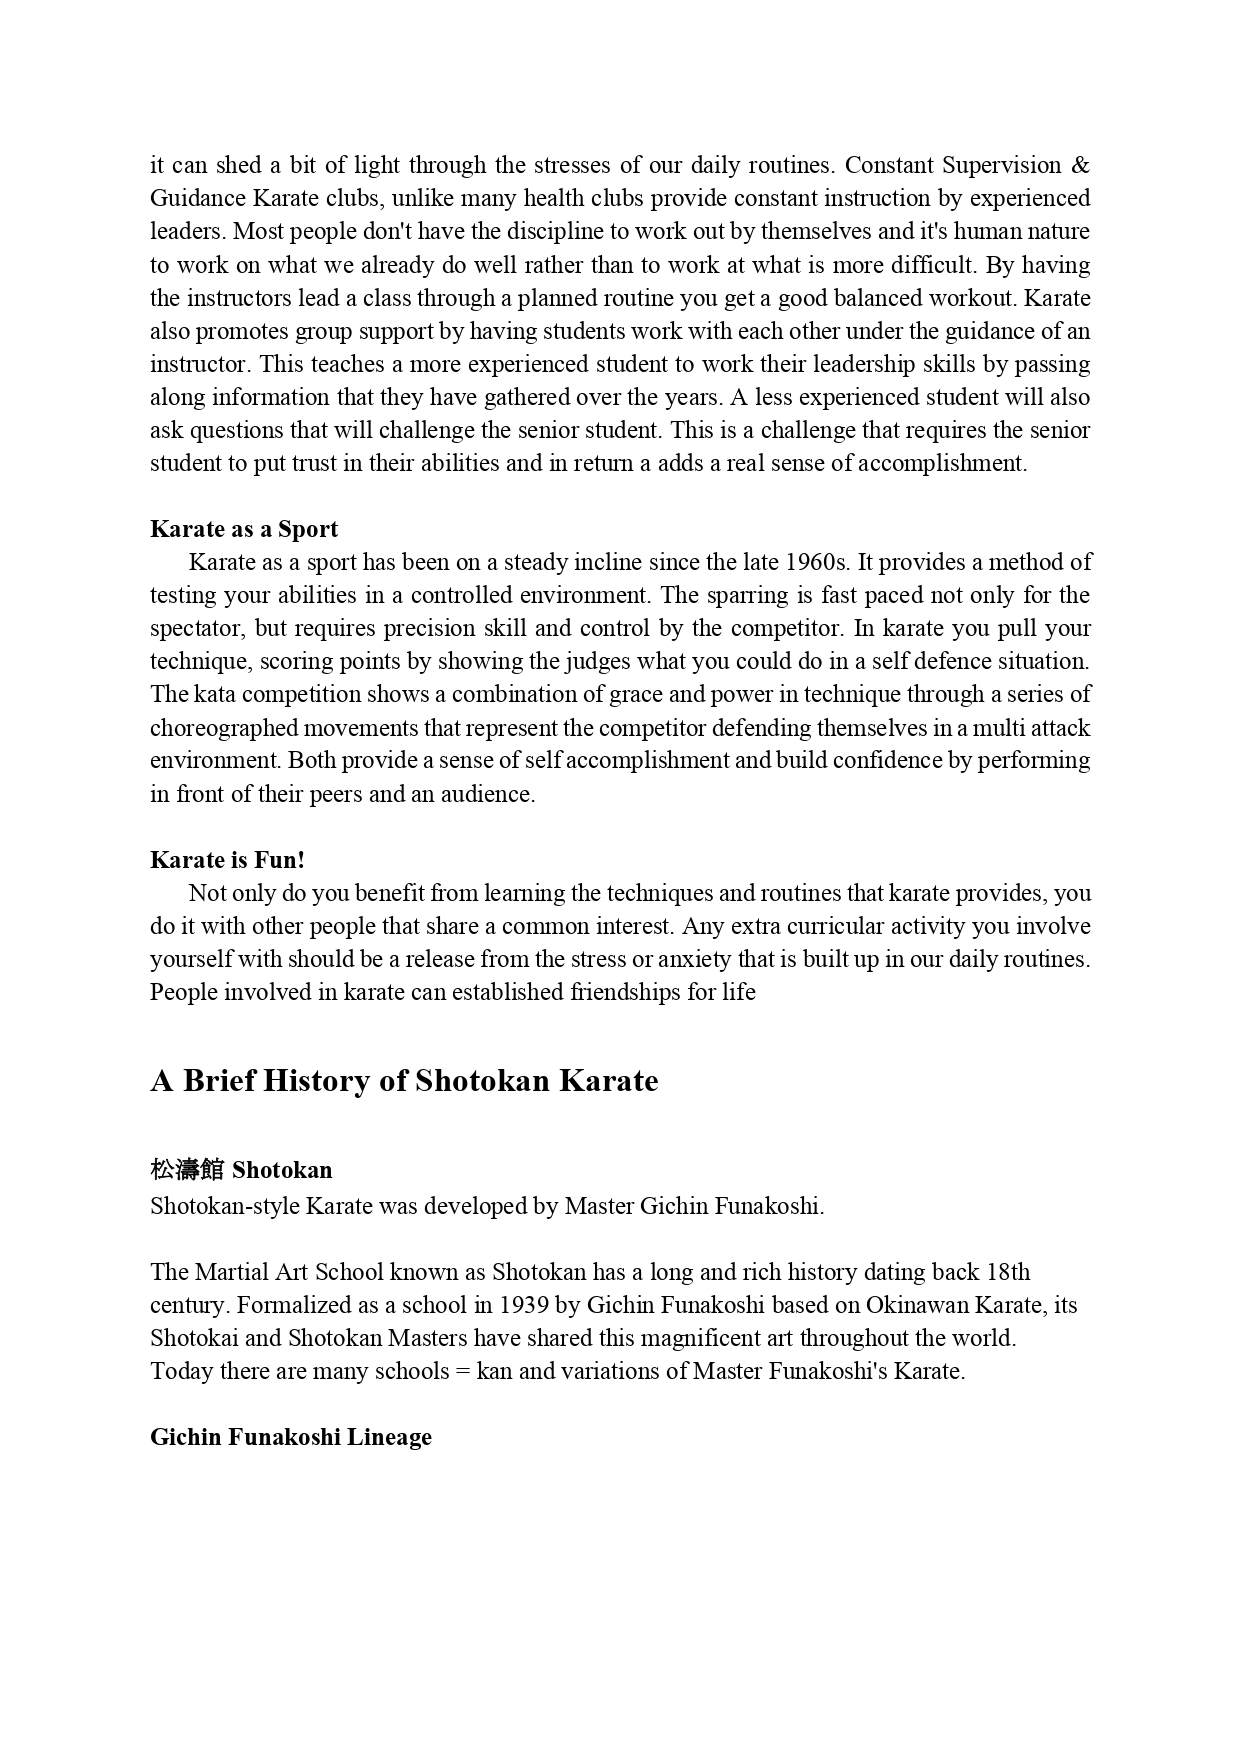 it can shed a bit of light through the stresses of our daily routines. Constant Supervision &
Guidance Karate clubs, unlike many health clubs provide constant instruction by experienced
leaders. Most people don't have the discipline to work out by themselves and it's human nature
to work on what we already do well rather than to work at what is more difficult. By having
the instructors lead a class through a planned routine you get a good balanced workout. Karate
also promotes group support by having students work with each other under the guidance of an
instructor. This teaches a more experienced student to work their leadership skills by passing
along information that they have gathered over the years. A less experienced student will also
ask questions that will challenge the senior student. This is a challenge that requires the senior
student to put trust in their abilities and in return a adds a real sense of accomplishment.
Karate as a Sport
Karate as a sport has been on a steady incline since the late 1960s. It provides a method of
testing your abilities in a controlled environment. The sparring is fast paced not only for the
spectator, but requires precision skill and control by the competitor. In karate you pull your
technique, scoring points by showing the judges what you could do in a self defence situation.
The kata competition shows a combination of grace and power in technique through a series of
choreographed movements that represent the competitor defending themselves in a multi attack
environment. Both provide a sense of self accomplishment and build confidence by performing
in front of their peers and an audience.
Karate is Fun!
Not only do you benefit from learning the techniques and routines that karate provides, you
do it with other people that share a common interest. Any extra curricular activity you involve
yourself with should be a release from the stress or anxiety that is built up in our daily routines.
People involved in karate can established friendships for life
A Brief History of Shotokan Karate
松濤館 Shotokan
Shotokan-style Karate was developed by Master Gichin Funakoshi.
The Martial Art School known as Shotokan has a long and rich history dating back 18th
century. Formalized as a school in 1939 by Gichin Funakoshi based on Okinawan Karate, its
Shotokai and Shotokan Masters have shared this magnificent art throughout the world.
Today there are many schools = kan and variations of Master Funakoshi's Karate.
Gichin Funakoshi Lineage